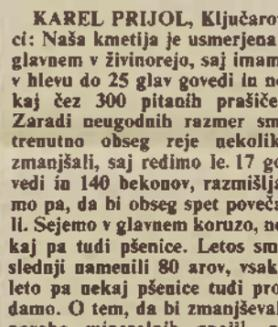 KAREL PRIJOL, Ključaro
ci: Naša kmetija je usmerjena
glavnem v živinorejo, saj imam
v hlevu do 25 glav govedi in ne
kaj čez 300 pitanih prašiče
Zaradi neugodnih razmer sm
trenutno obseg reje nekolik
zmanjšali, saj redimo le. 17 go
vedi in 140 bekonov, razmišlja
mo pa, da bi obseg spet poveča
li. Sejemo v glavnem koruzo, ne
kaj pa tudi pšenice. Letos sm
slednji namenili 80 arov, vsak
leto pa nekaj pšenice tudi pro
damo. O tem, da bi zmanjševal